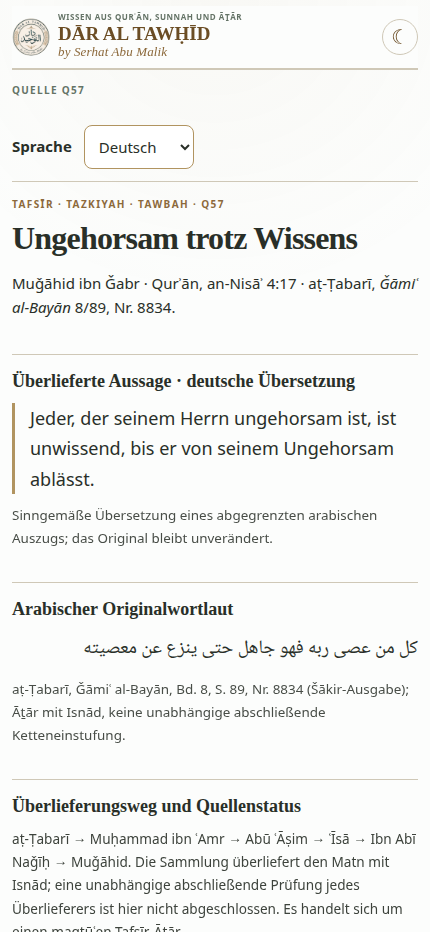 WISSEN AUS QURʾĀN, SUNNAH UND ĀṮĀR
DĀR AL TAWḤĪD
by Serhat Abu Malik
QUELLE Q57
Sprache Deutsch
TAFSĪR · TAZKIYAH · TAWBAH · Q57
Ungehorsam trotz Wissens
Muǧāhid ibn Ǧabr · Qurʾān, an-Nisāʾ 4:17 · aṭ-Ṭabarī, Ǧāmiʿ
al-Bayān 8/89, Nr. 8834.
Überlieferte Aussage · deutsche Übersetzung
Jeder, der seinem Herrn ungehorsam ist, ist
unwissend, bis er von seinem Ungehorsam
ablässt.
Sinngemäße Übersetzung eines abgegrenzten arabischen
Auszugs; das Original bleibt unverändert.
Arabischer Originalwortlaut
كل من عصى ربه فهو جاهل حتى ينزع عن معصيته
aṭ-Ṭabarī, Ǧāmiʿ al-Bayān, Bd. 8, S. 89, Nr. 8834 (Šākir-Ausgabe);
Āṯār mit Isnād, keine unabhängige abschließende
Ketteneinstufung.
Überlieferungsweg und Quellenstatus
aṭ-Ṭabarī → Muḥammad ibn ʿAmr → Abū ʿĀṣim → ʿĪsā → Ibn Abī
Naǧīḥ → Muǧāhid. Die Sammlung überliefert den Matn mit
Isnād; eine unabhängige abschließende Prüfung jedes
Überlieferers ist hier nicht abgeschlossen. Es handelt sich um
einen maqṭūʿen Tafsīr-Āṯār.